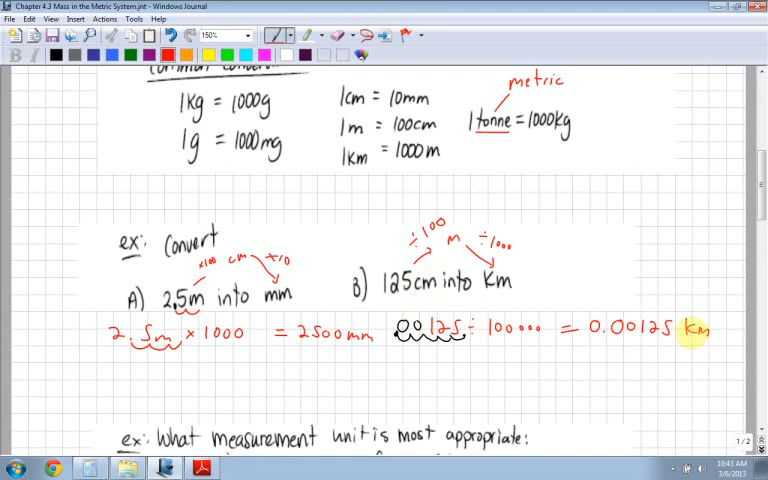 Chapter 4.3 Mass in the Metric System.jnt - Windows Journal
File Edit View Insert Actions Tools Help
150%
B I
metric
1Kg = 1000g
1cm = 10mm
1 tonne = 1000kg
1m = 100cm
1g = 1000mg
1km = 1000m
ex: Convert
÷100 m ÷1000
×100 cm ×10
A) 2.5m into mm
B) 125cm into Km
2.5m × 1000 = 2500mm
00125 ÷ 100000 = 0.00125 Km
ex: What measurement unit is most appropriate:
1 / 2
10:43 AM
3/6/2013